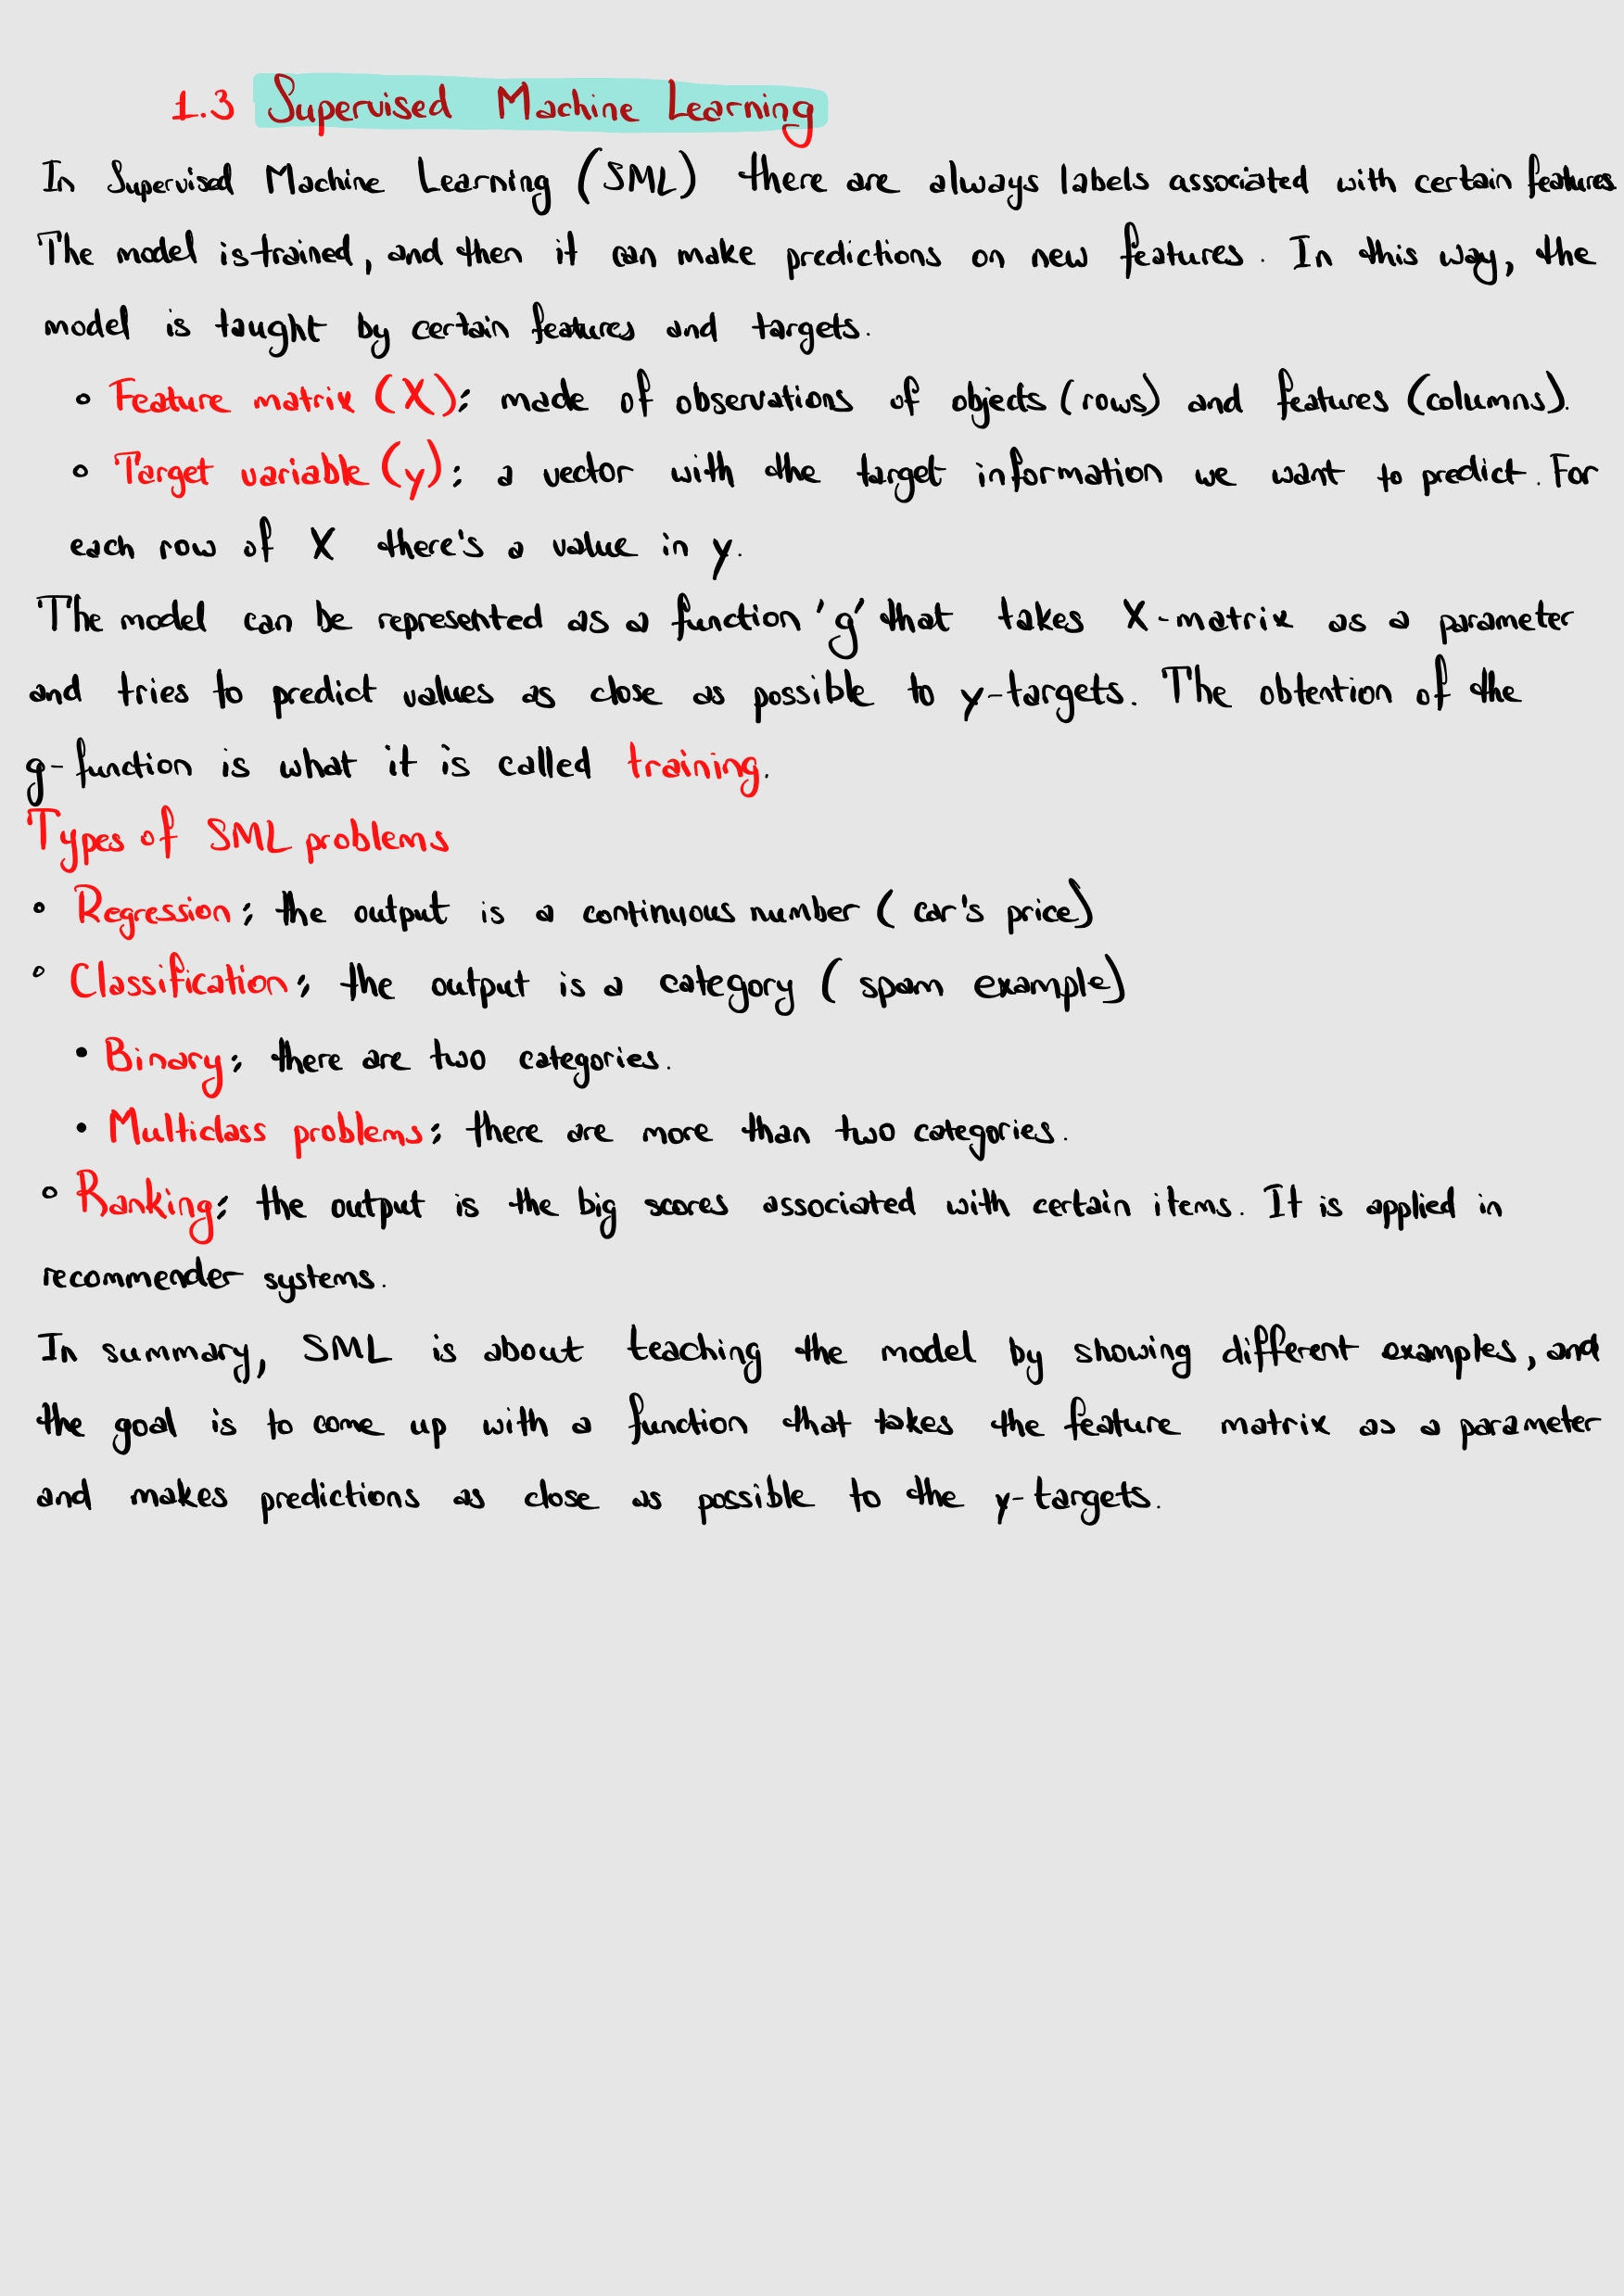 1.3 Supervised Machine Learning
In Supervised Machine Learning (SML) there are always labels associated with certain features.
The model is trained, and then it can make predictions on new features. In this way, the
model is taught by certain features and targets.
◦ Feature matrix (X): made of observations of objects (rows) and features (columns).
◦ Target variable (y): a vector with the target information we want to predict. For
each row of X there's a value in y.
The model can be represented as a function 'g' that takes X-matrix as a parameter
and tries to predict values as close as possible to y-targets. The obtention of the
g-function is what it is called training.
Types of SML problems
◦ Regression: the output is a continuous number (car's price)
◦ Classification: the output is a category (spam example)
• Binary: there are two categories.
• Multiclass problems: there are more than two categories.
◦ Ranking: the output is the big scores associated with certain items. It is applied in
recommender systems.
In summary, SML is about teaching the model by showing different examples, and
the goal is to come up with a function that takes the feature matrix as a parameter
and makes predictions as close as possible to the y-targets.